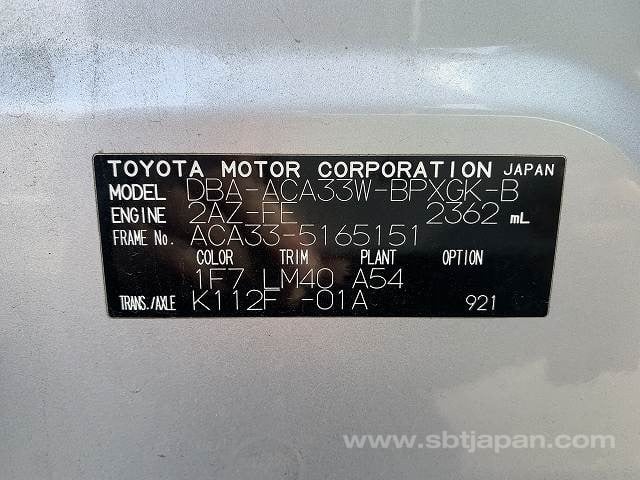 TOYOTA MOTOR CORPORATION JAPAN
MODEL DBA-ACA33W-BPXGK-B
ENGINE 2AZ-FE 2362 mL
FRAME No. ACA33-5165151
COLOR TRIM PLANT OPTION
1F7 LM40 A54
TRANS./AXLE K112F -01A 921
www.sbtjapan.com